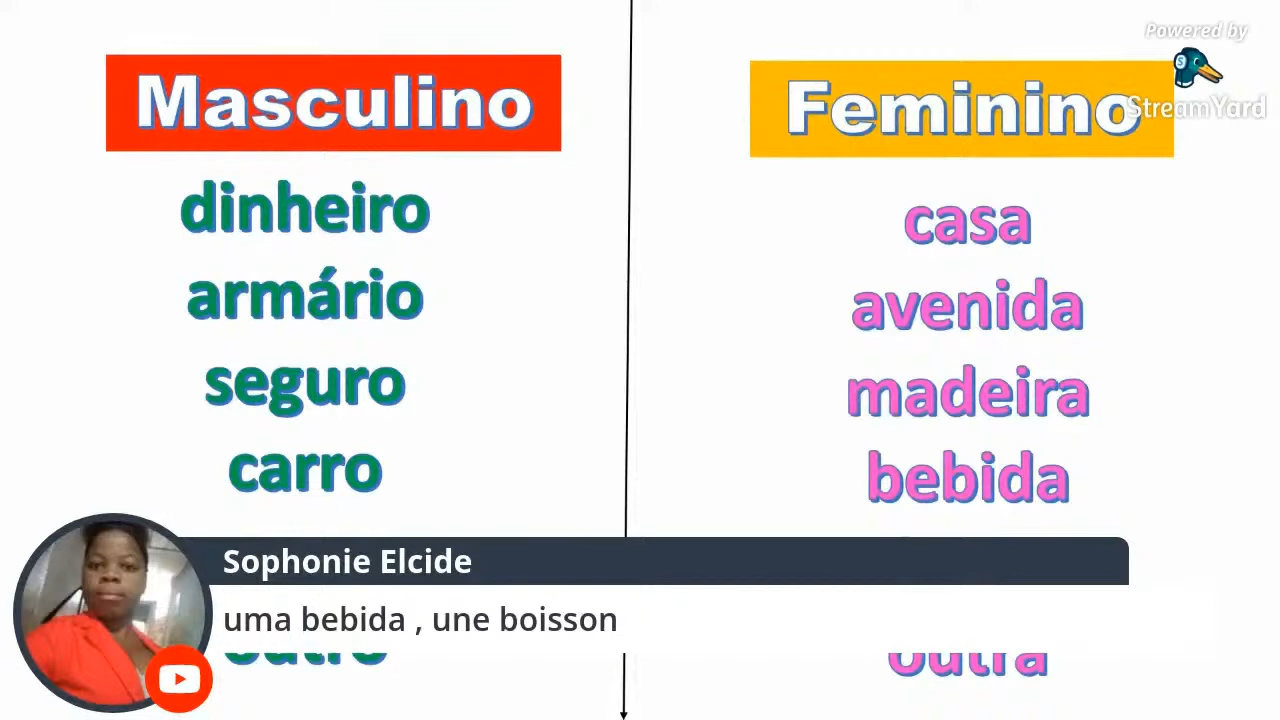 Powered by
StreamYard
Masculino
dinheiro
armário
seguro
carro
outro
Feminino
casa
avenida
madeira
bebida
outra
Sophonie Elcide
uma bebida , une boisson